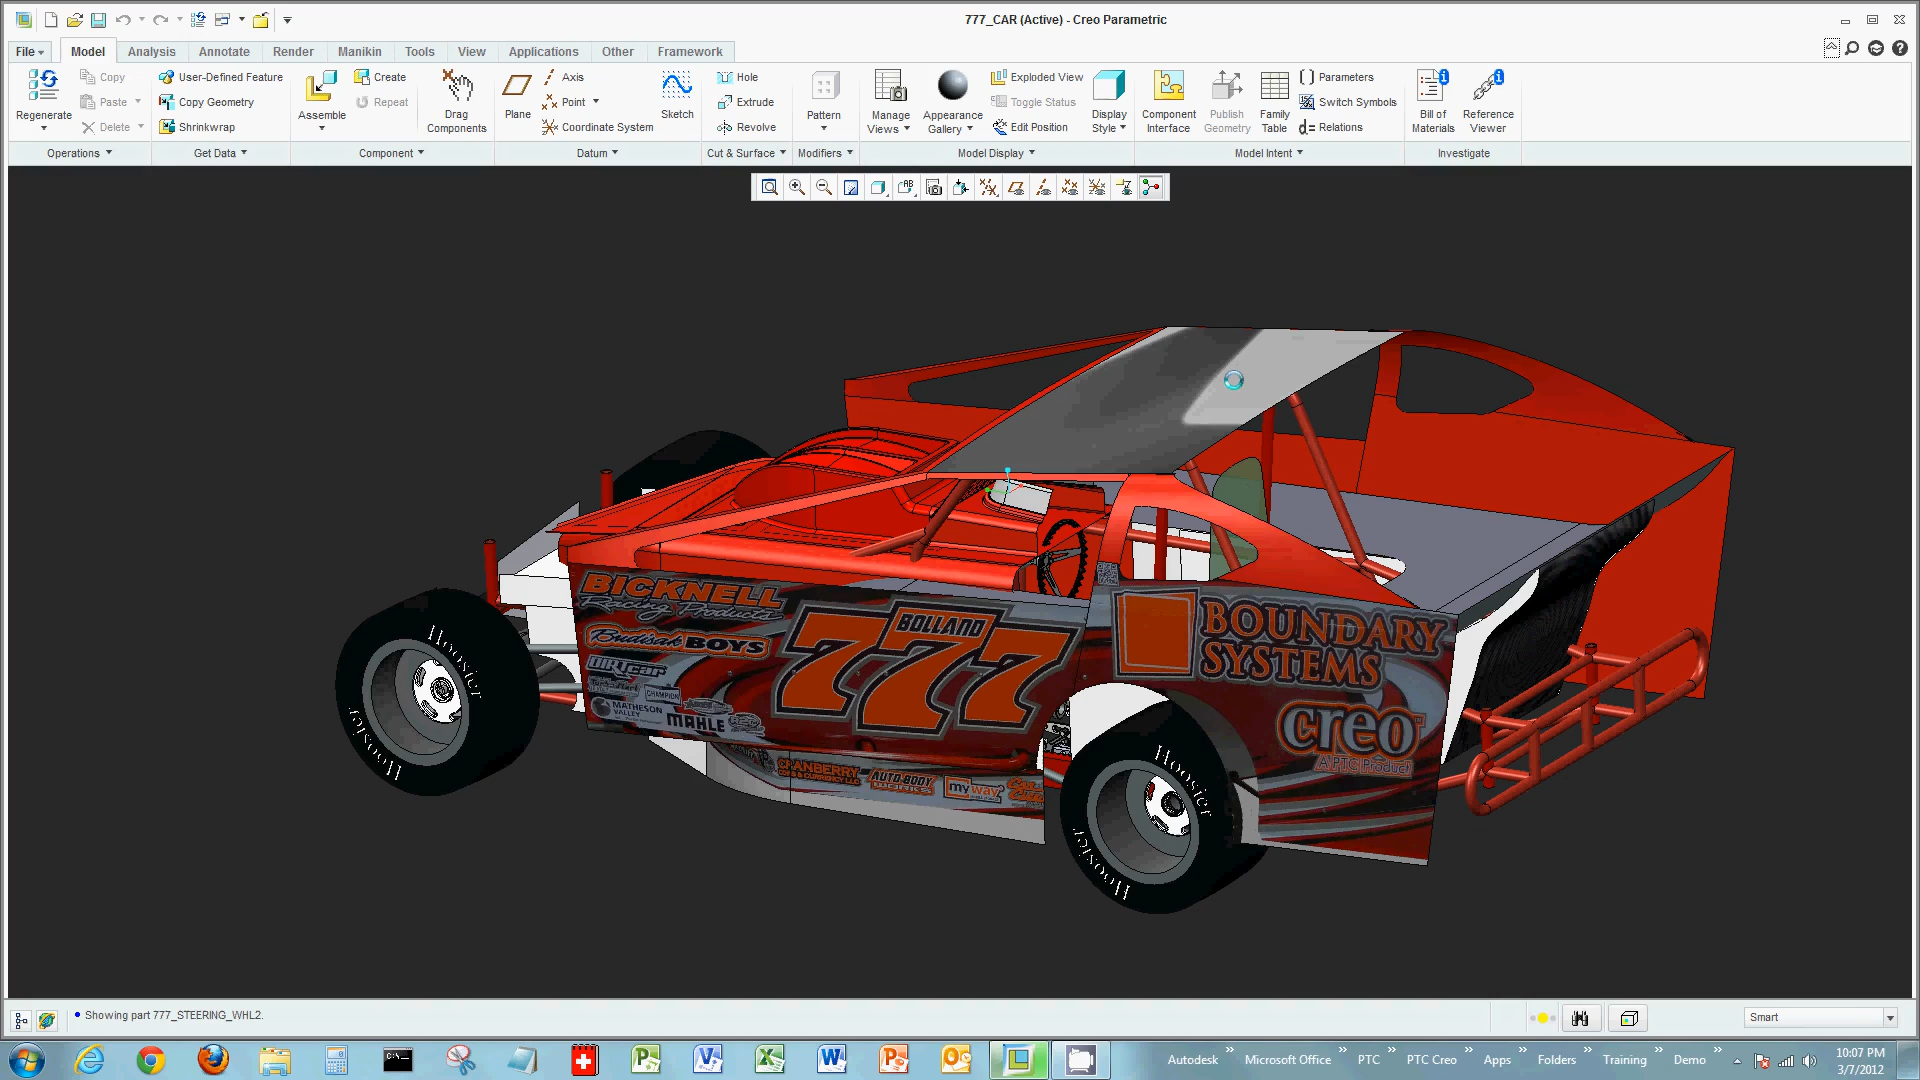 777_CAR (Active) - Creo Parametric
File
Model
Analysis
Annotate
Render
Manikin
Tools
View
Applications
Other
Framework
Regenerate
Copy
Paste
Delete
Operations
User-Defined Feature
Copy Geometry
Shrinkwrap
Get Data
Assemble
Create
Repeat
Drag
Components
Component
Plane
Axis
Point
Coordinate System
Sketch
Datum
Hole
Extrude
Revolve
Cut & Surface
Pattern
Modifiers
Manage
Views
Appearance
Gallery
Exploded View
Toggle Status
Edit Position
Display
Style
Model Display
Component
Interface
Publish
Geometry
Family
Table
Parameters
Switch Symbols
Relations
Model Intent
Bill of
Materials
Reference
Viewer
Investigate
BICKNELL
Racing Products
Budisak BOYS
DIRTcar
CHAMPION
MATHESON
VALLEY
MAHLE
BOLLAND
777
BOUNDARY
SYSTEMS
creo
A PTC Product
CRANBERRY
AUTO BODY
WORKS
myway
Hoosier
Hoosier
Hoosier
Hoosier
Showing part 777_STEERING_WHL2.
Smart
C:\
Autodesk
Microsoft Office
PTC
PTC Creo
Apps
Folders
Training
Demo
10:07 PM
3/7/2012